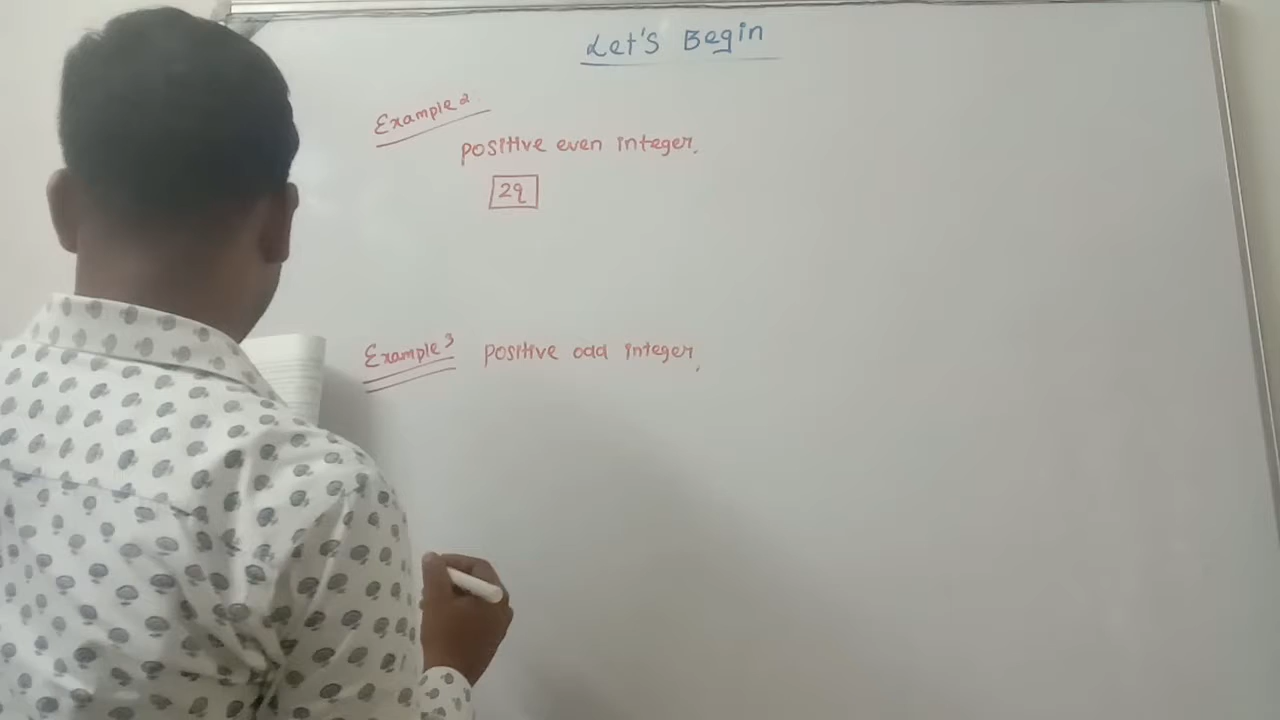 Let's Begin
Example 2.
positive even integer.
2q
Example 3 positive odd integer.